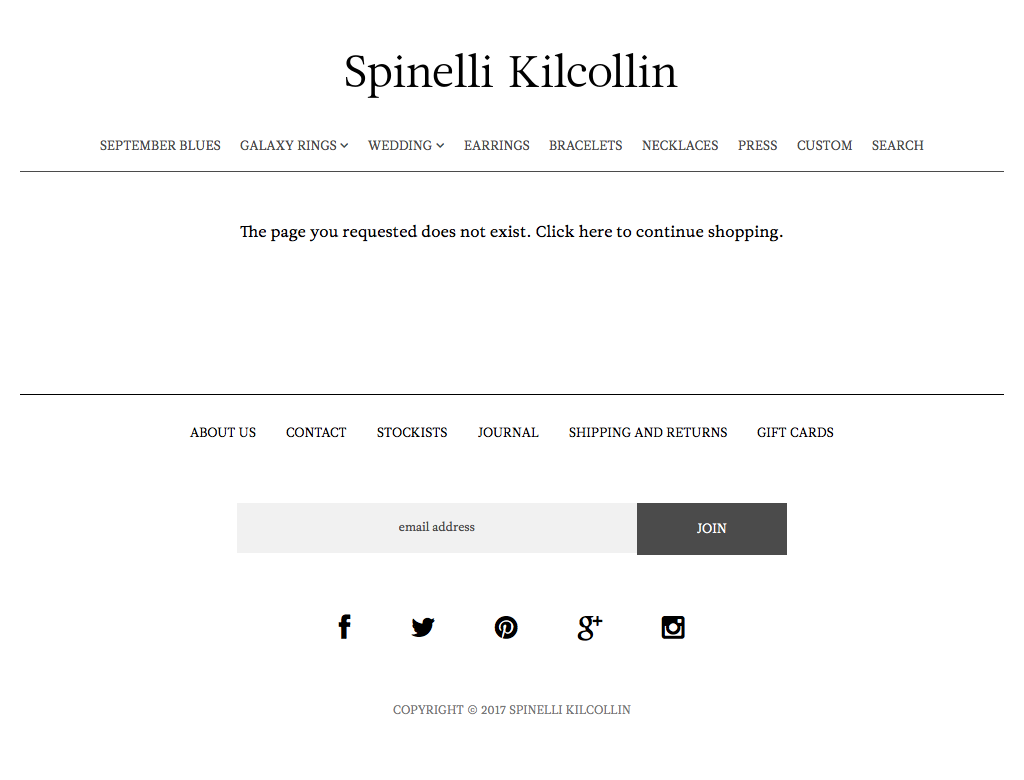 Spinelli Kilcollin
SEPTEMBER BLUES GALAXY RINGS WEDDING EARRINGS BRACELETS NECKLACES PRESS CUSTOM SEARCH
The page you requested does not exist. Click here to continue shopping.
ABOUT US CONTACT STOCKISTS JOURNAL SHIPPING AND RETURNS GIFT CARDS
email address JOIN
COPYRIGHT © 2017 SPINELLI KILCOLLIN